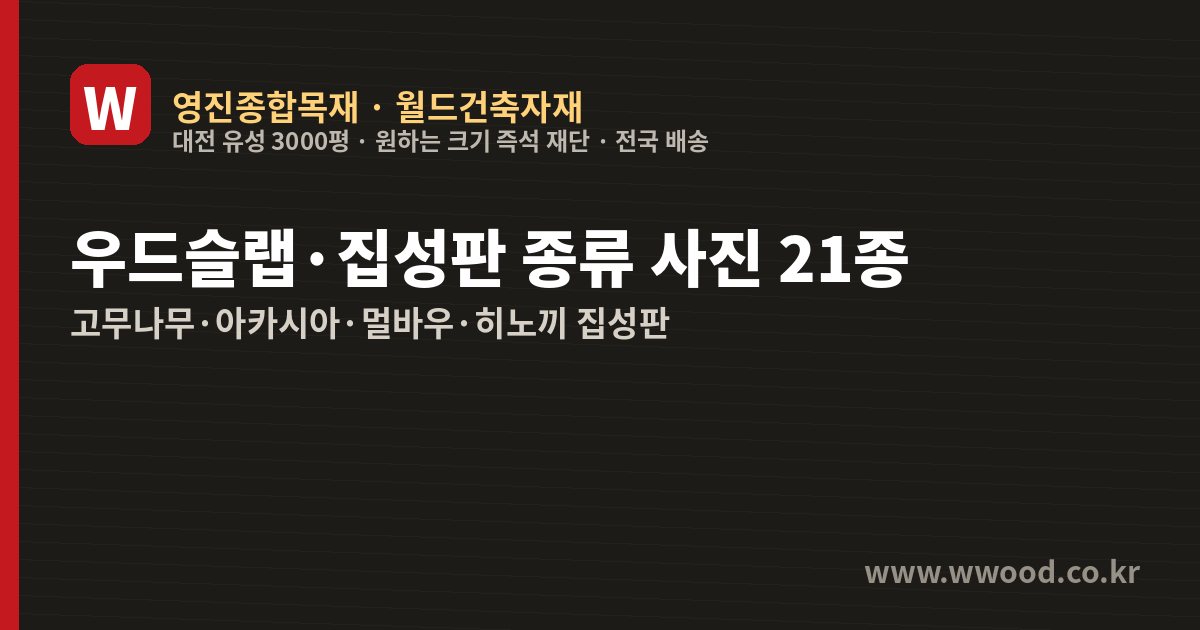 W
영진종합목재 · 월드건축자재
대전 유성 3000평 · 원하는 크기 즉석 재단 · 전국 배송
우드슬랩·집성판 종류 사진 21종
고무나무·아카시아·멀바우·히노끼 집성판
www.wwood.co.kr